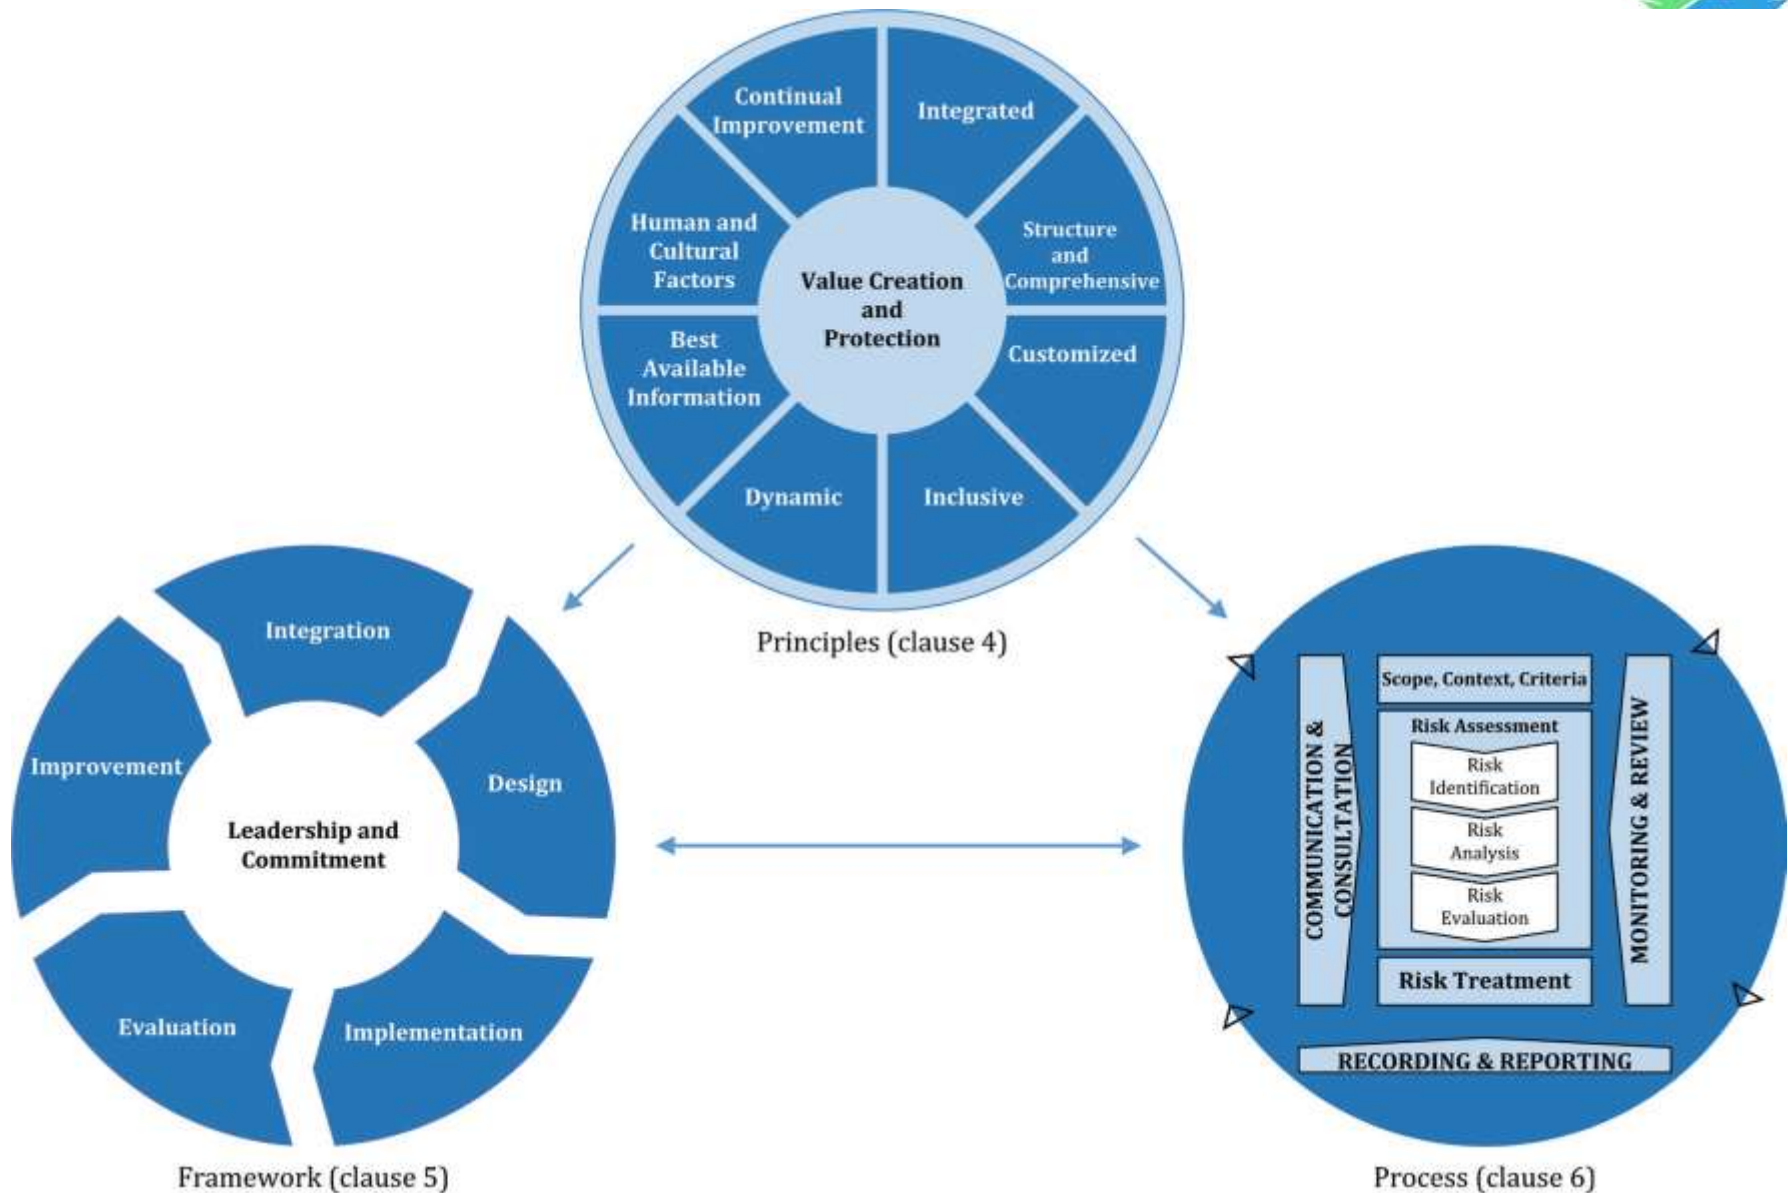 Continual
Improvement
Integrated
Human and
Cultural
Factors
Structure
and
Comprehensive
Value Creation
and
Protection
Best
Available
Information
Customized
Dynamic
Inclusive
Principles (clause 4)
Integration
Improvement
Design
Leadership and
Commitment
Evaluation
Implementation
Framework (clause 5)
Scope, Context, Criteria
COMMUNICATION &
CONSULTATION
Risk Assessment
Risk
Identification
Risk
Analysis
Risk
Evaluation
MONITORING & REVIEW
Risk Treatment
RECORDING & REPORTING
Process (clause 6)